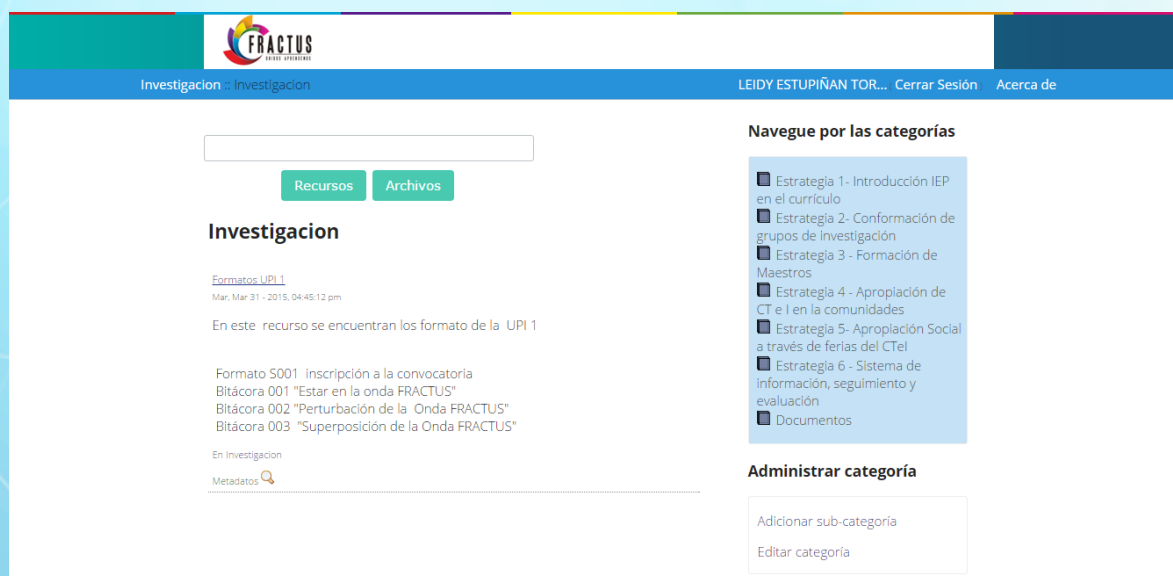 FRACTUS
UNIDOS APRENDEMOS
Investigacion :: Investigacion
LEIDY ESTUPIÑAN TOR... Cerrar Sesión
Acerca de
Recursos
Archivos
Investigacion
Formatos UPI 1
Mar, Mar 31 - 2015, 04:45:12 pm
En este recurso se encuentran los formato de la UPI 1
Formato S001 inscripción a la convocatoria
Bitácora 001 "Estar en la onda FRACTUS"
Bitácora 002 "Perturbación de la Onda FRACTUS"
Bitácora 003 "Superposición de la Onda FRACTUS"
En Investigacion
Metadatos
Navegue por las categorías
Estrategia 1- Introducción IEP
en el currículo
Estrategia 2- Conformación de
grupos de investigación
Estrategia 3 - Formación de
Maestros
Estrategia 4 - Apropiación de
CT e I en la comunidades
Estrategia 5- Apropiación Social
a través de ferias del CTeI
Estrategia 6 - Sistema de
información, seguimiento y
evaluación
Documentos
Administrar categoría
Adicionar sub-categoría
Editar categoría